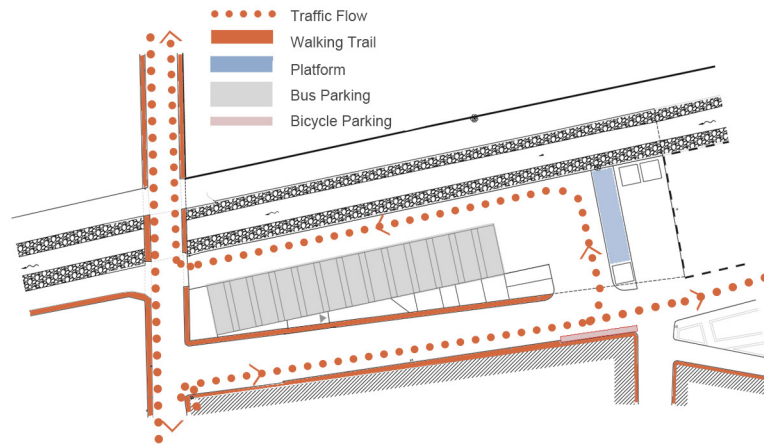 Traffic Flow
Walking Trail
Platform
Bus Parking
Bicycle Parking